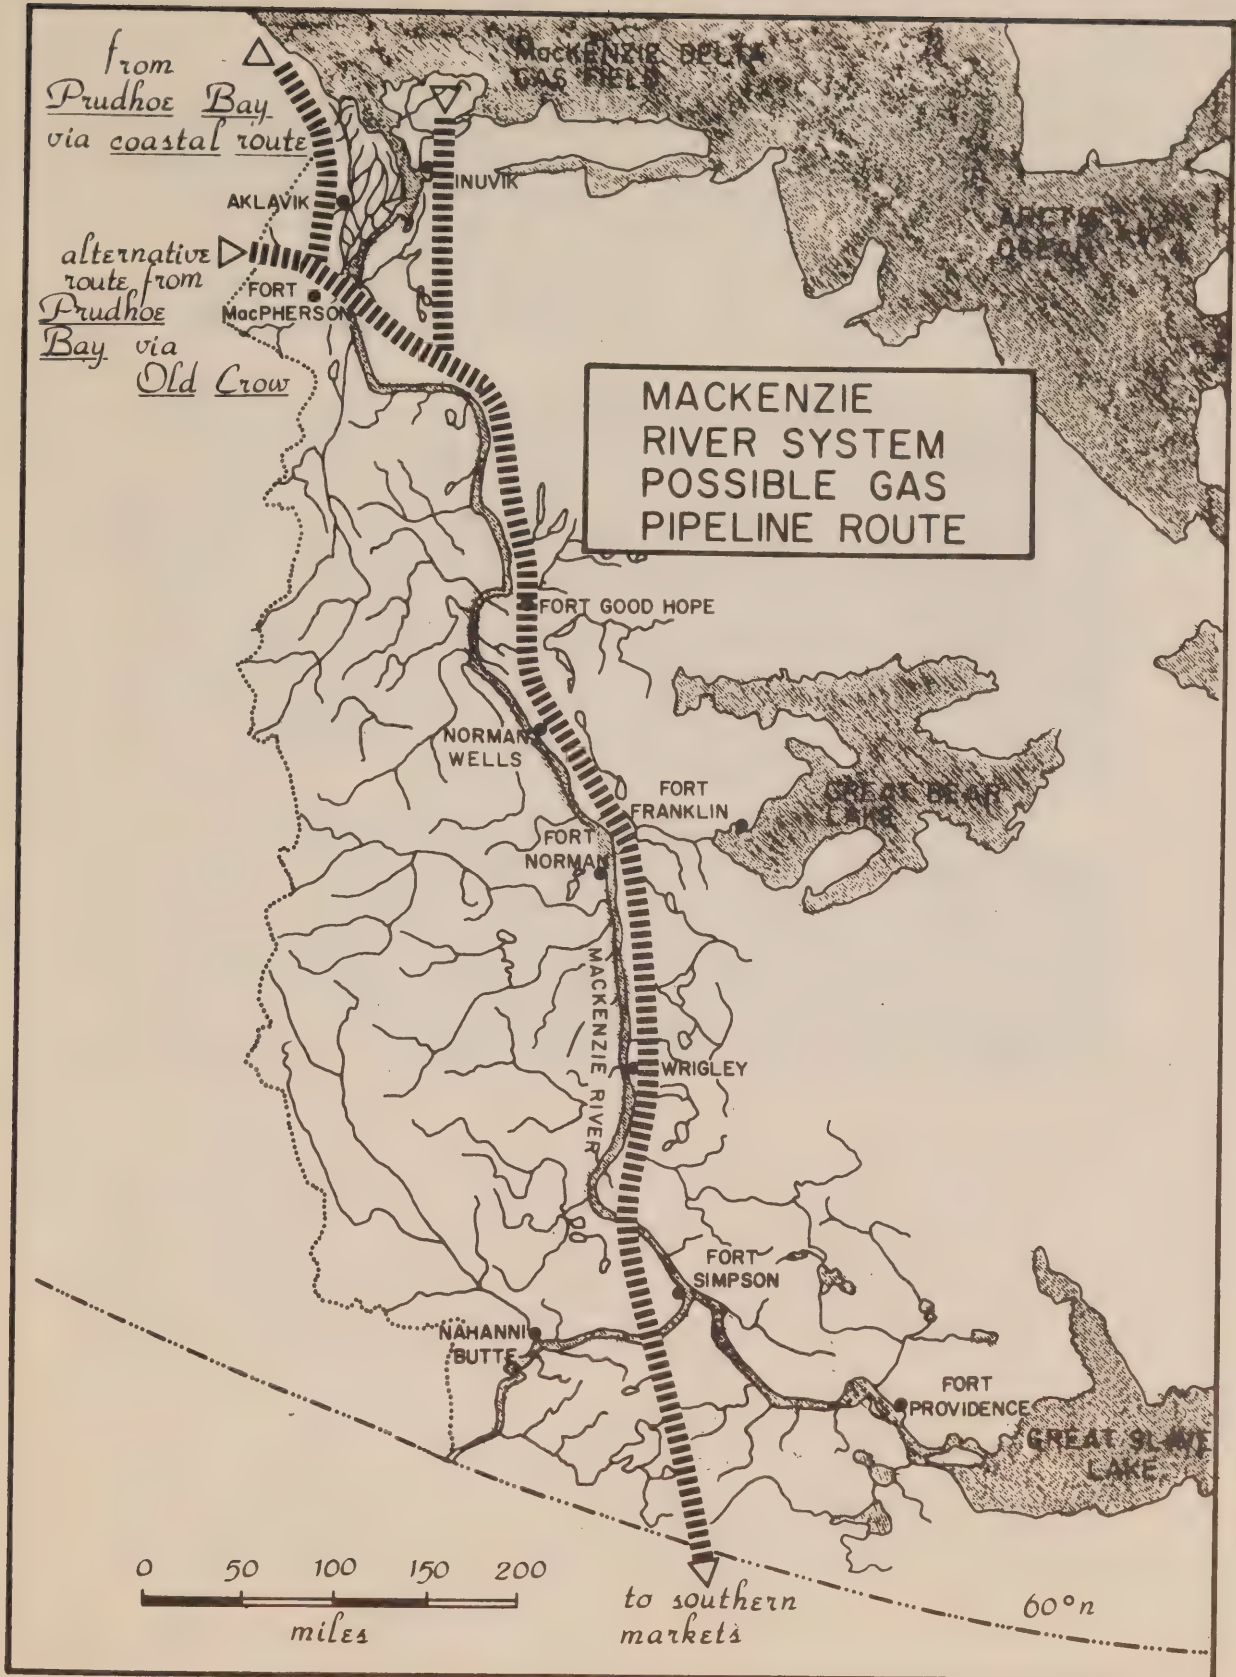 from
Prudhoe Bay
via coastal route
MacKENZIE DELTA
GAS FIELD
INUVIK
AKLAVIK
ARCTIC
OCEAN
alternative
route from
Prudhoe
Bay via
Old Crow
FORT
MacPHERSON
MACKENZIE
RIVER SYSTEM
POSSIBLE GAS
PIPELINE ROUTE
FORT GOOD HOPE
NORMAN
WELLS
FORT
FRANKLIN
GREAT BEAR
LAKE
FORT
NORMAN
MACKENZIE RIVER
WRIGLEY
FORT
SIMPSON
NAHANNI
BUTTE
FORT
PROVIDENCE
GREAT SLAVE
LAKE
0 50 100 150 200
miles
to southern
markets
60°n